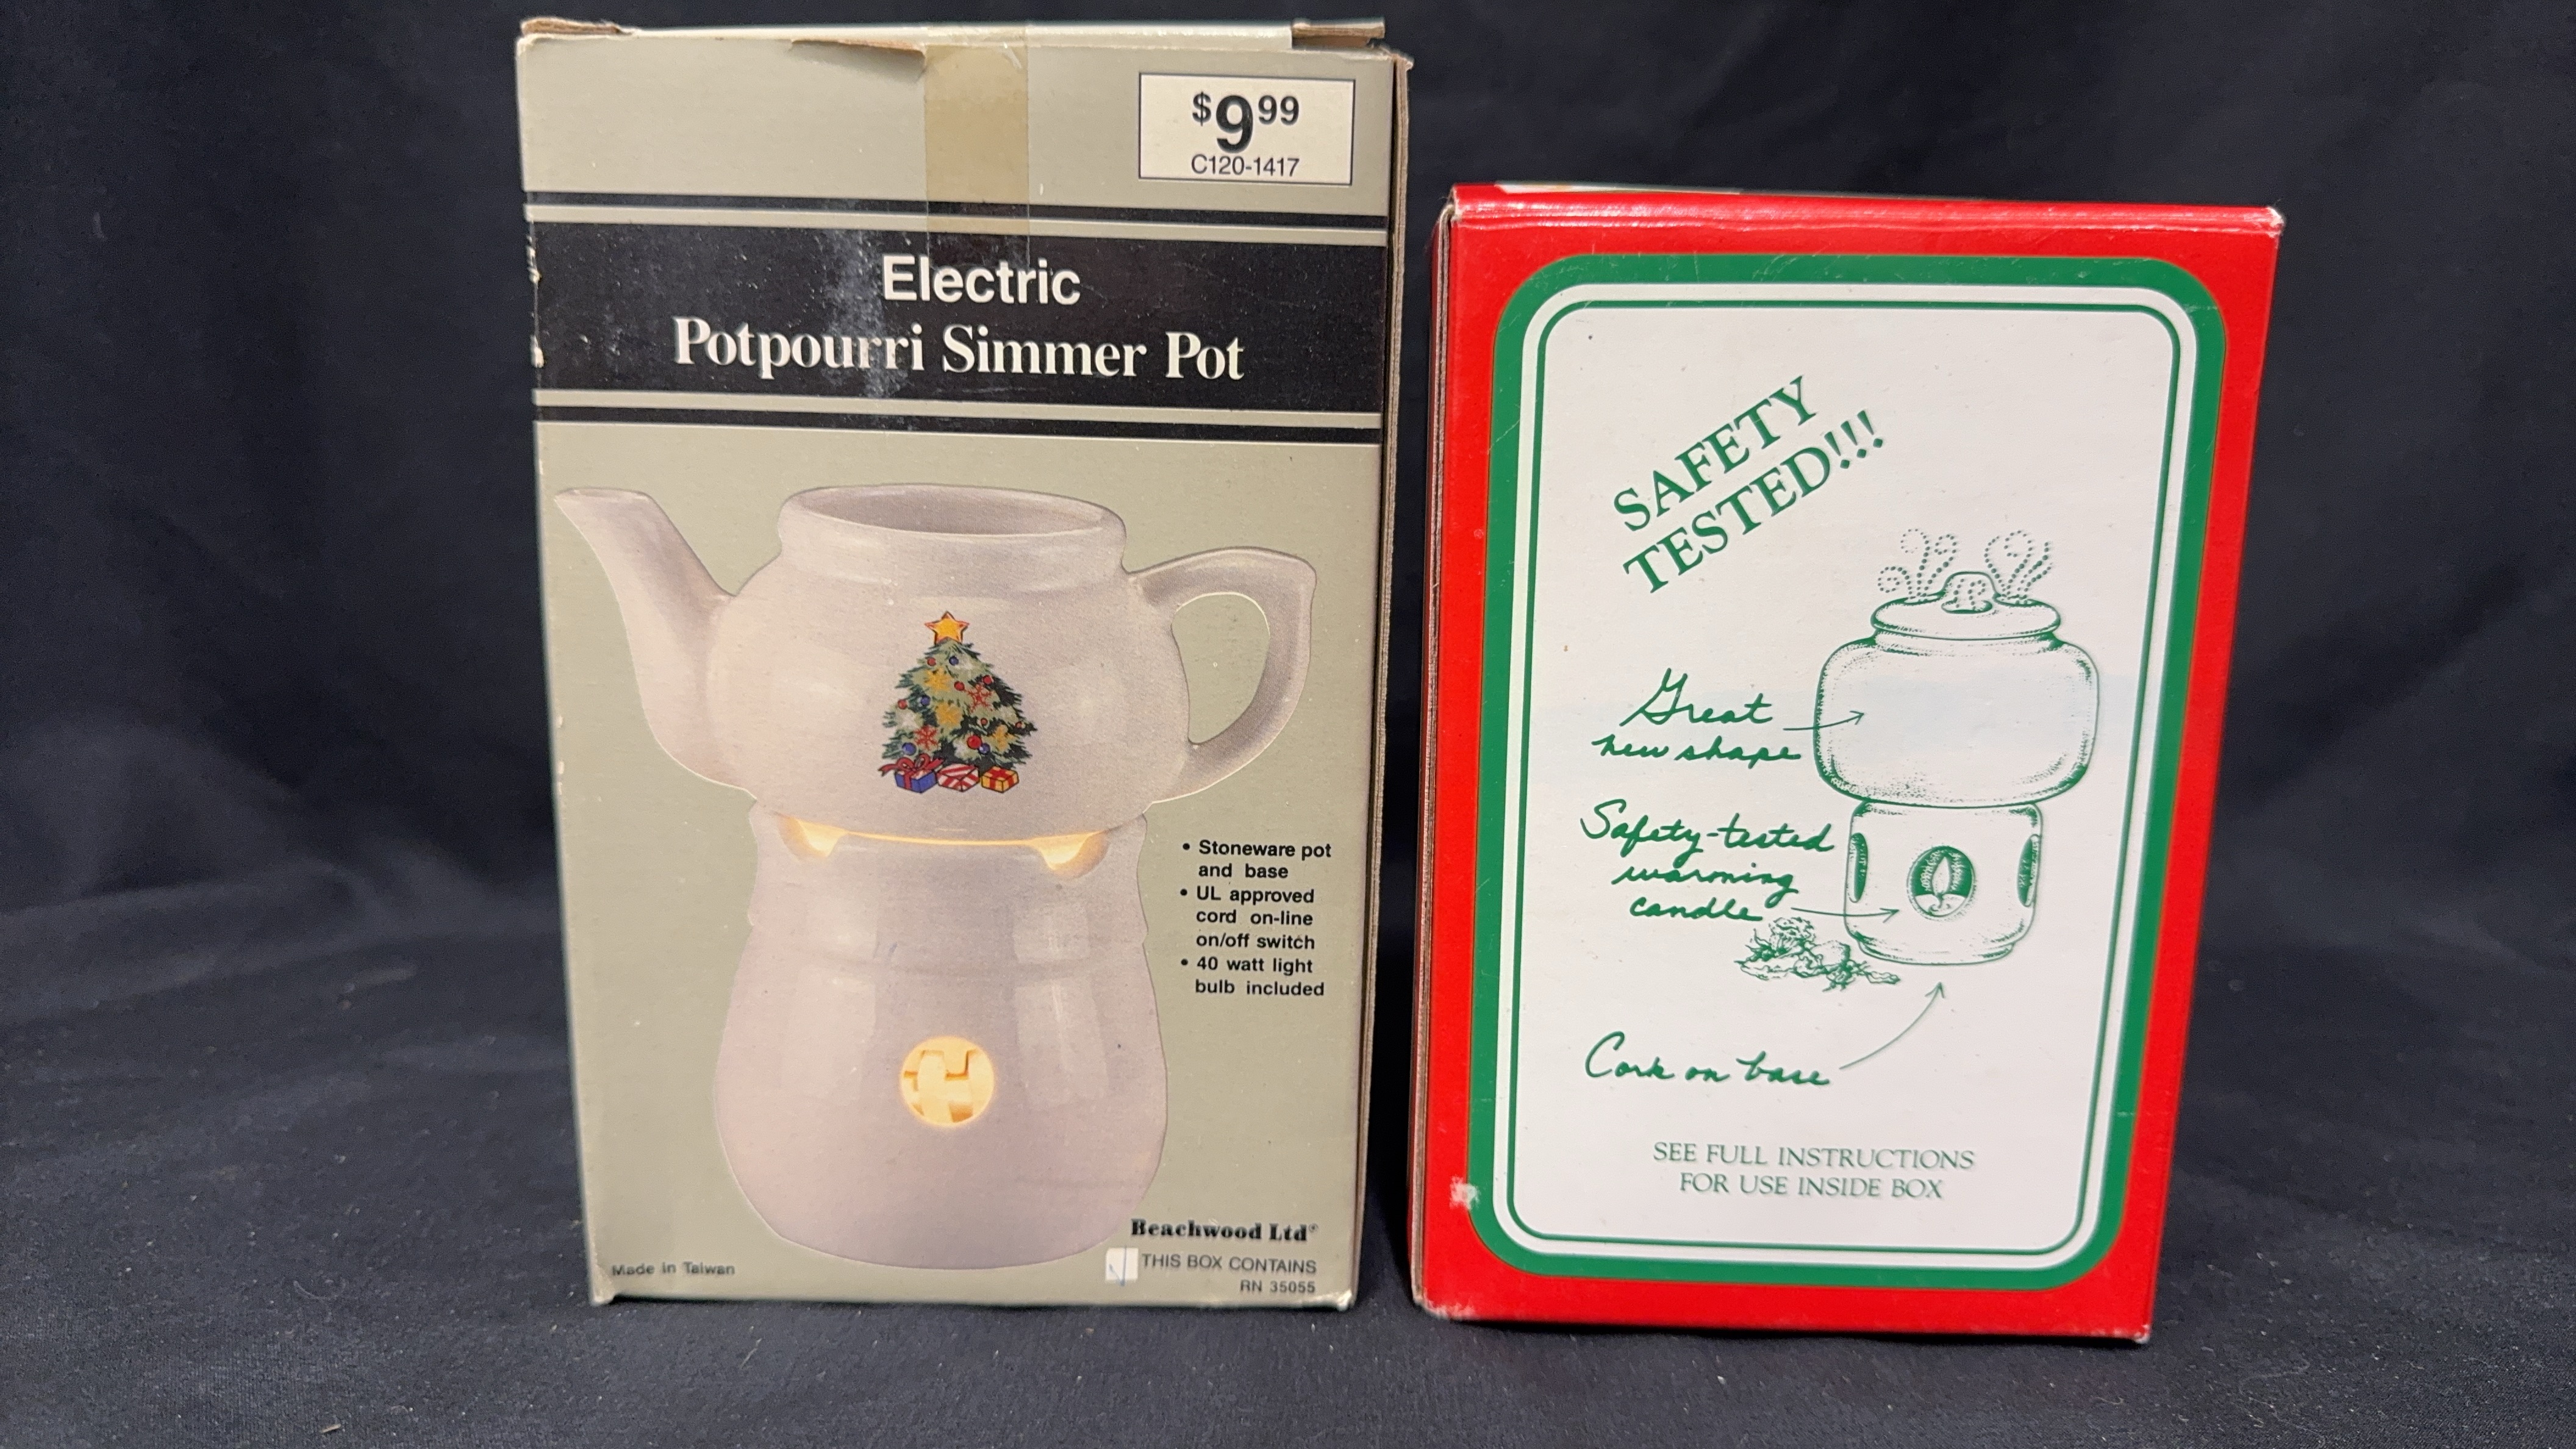 $9.99
C120-1417
Electric
Potpourri Simmer Pot
• Stoneware pot
and base
• UL approved
cord on-line
on/off switch
• 40 watt light
bulb included
Beachwood Ltd®
THIS BOX CONTAINS
RN 35055
Made in Taiwan
SAFETY
TESTED!!!
Great
new shape
Safety-tested
warming
candle
Cork on base
SEE FULL INSTRUCTIONS
FOR USE INSIDE BOX